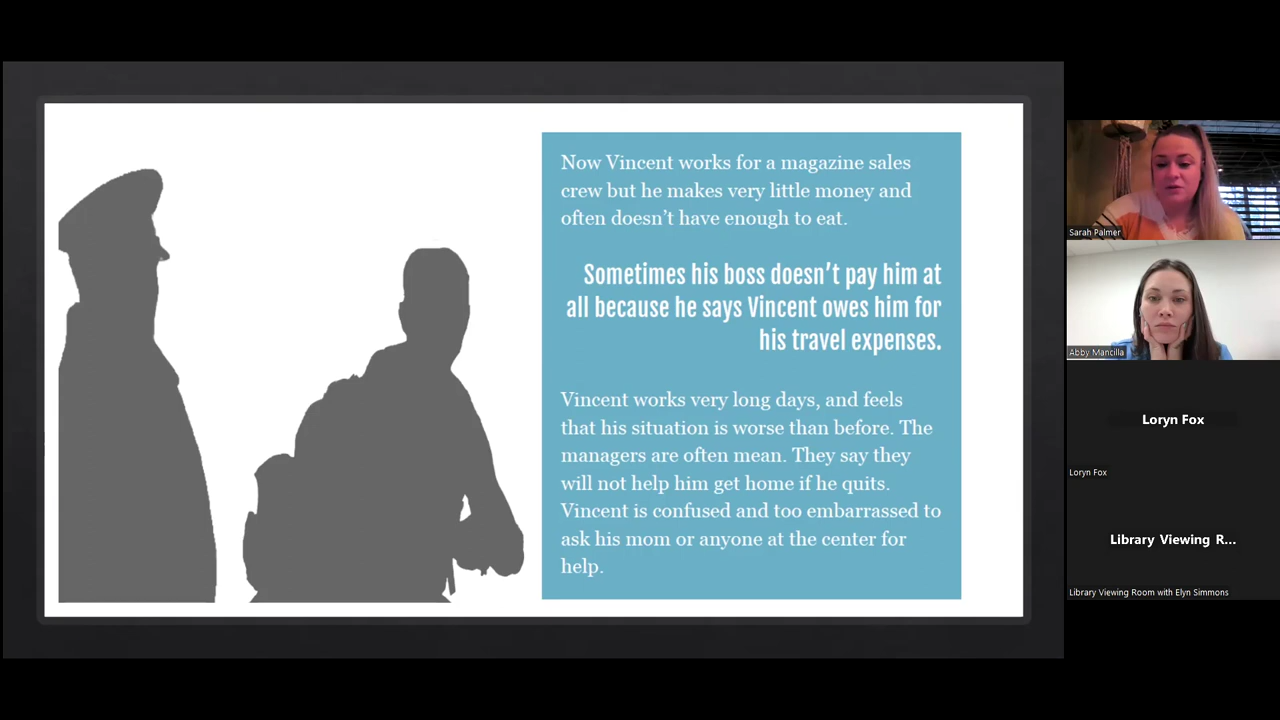 Now Vincent works for a magazine sales
crew but he makes very little money and
often doesn't have enough to eat.
Sometimes his boss doesn't pay him at
all because he says Vincent owes him for
his travel expenses.
Vincent works very long days, and feels
that his situation is worse than before. The
managers are often mean. They say they
will not help him get home if he quits.
Vincent is confused and too embarrassed to
ask his mom or anyone at the center for
help.
Sarah Palmer
Abby Mancilla
Loryn Fox
Loryn Fox
Library Viewing R...
Library Viewing Room with Elyn Simmons